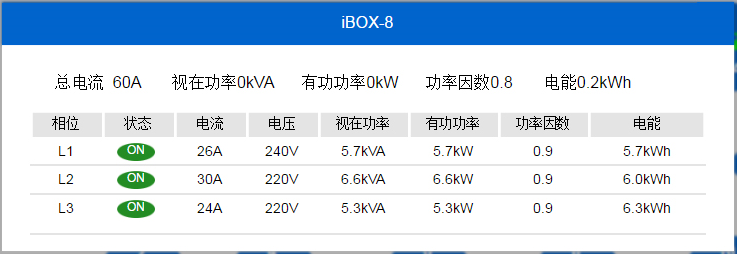 iBOX-8
总电流 60A 视在功率0kVA 有功功率0kW 功率因数0.8 电能0.2kWh
相位 状态 电流 电压 视在功率 有功功率 功率因数 电能
L1 ON 26A 240V 5.7kVA 5.7kW 0.9 5.7kWh
L2 ON 30A 220V 6.6kVA 6.6kW 0.9 6.0kWh
L3 ON 24A 220V 5.3kVA 5.3kW 0.9 6.3kWh